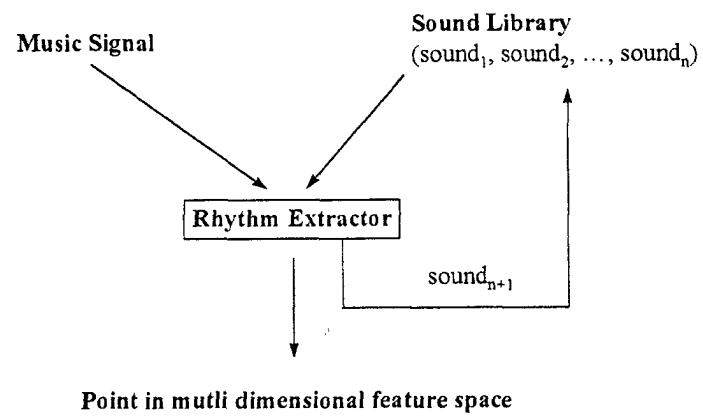 Music Signal
Sound Library
(sound₁, sound₂, ..., soundₙ)
Rhythm Extractor
soundₙ₊₁
Point in mutli dimensional feature space